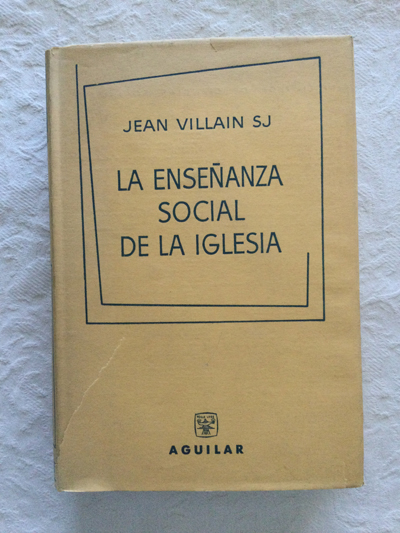 JEAN VILLAIN SJ
LA ENSEÑANZA
SOCIAL
DE LA IGLESIA
AGUILAR